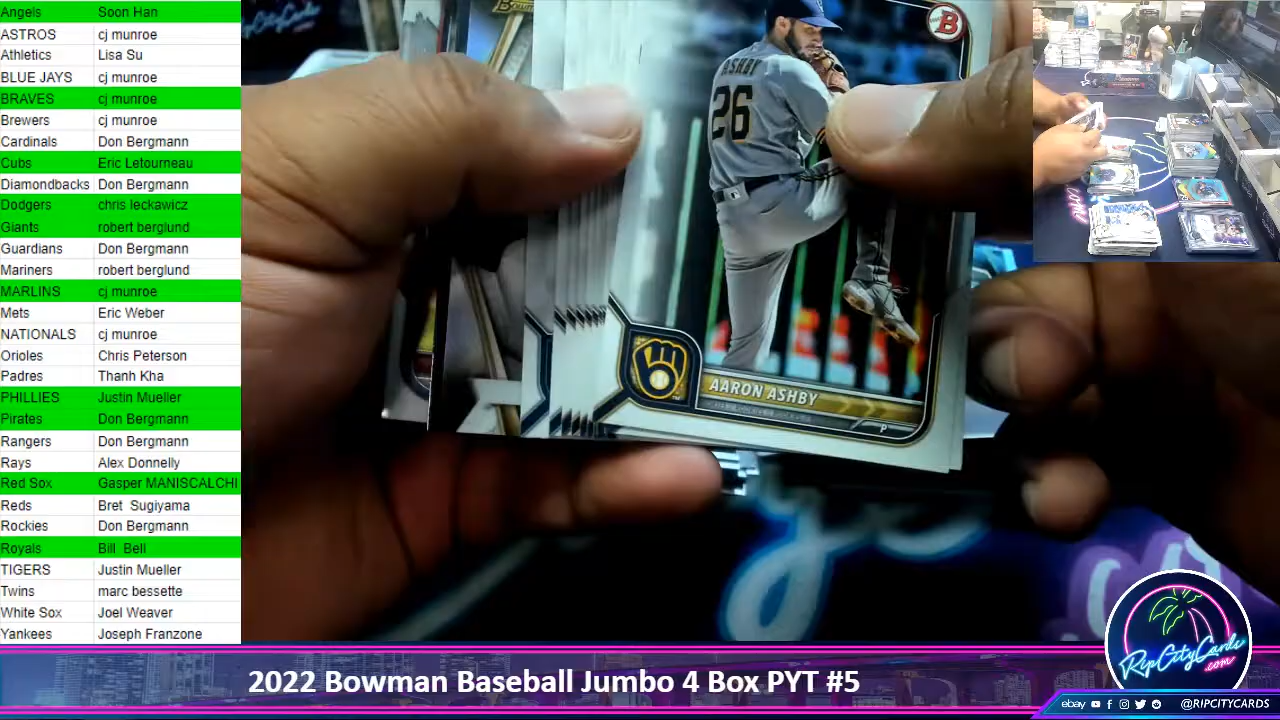 Angels Soon Han
ASTROS cj munroe
Athletics Lisa Su
BLUE JAYS cj munroe
BRAVES cj munroe
Brewers cj munroe
Cardinals Don Bergmann
Cubs Eric Letourneau
Diamondbacks Don Bergmann
Dodgers chris leckawicz
Giants robert berglund
Guardians Don Bergmann
Mariners robert berglund
MARLINS cj munroe
Mets Eric Weber
NATIONALS cj munroe
Orioles Chris Peterson
Padres Thanh Kha
PHILLIES Justin Mueller
Pirates Don Bergmann
Rangers Don Bergmann
Rays Alex Donnelly
Red Sox Gasper MANISCALCHI
Reds Bret Sugiyama
Rockies Don Bergmann
Royals Bill Bell
TIGERS Justin Mueller
Twins marc bessette
White Sox Joel Weaver
Yankees Joseph Franzone
B
ASHBY
26
AARON ASHBY
P
2022 Bowman Baseball Jumbo 4 Box PYT #5
RipCityCards
.com
ebay @RIPCITYCARDS